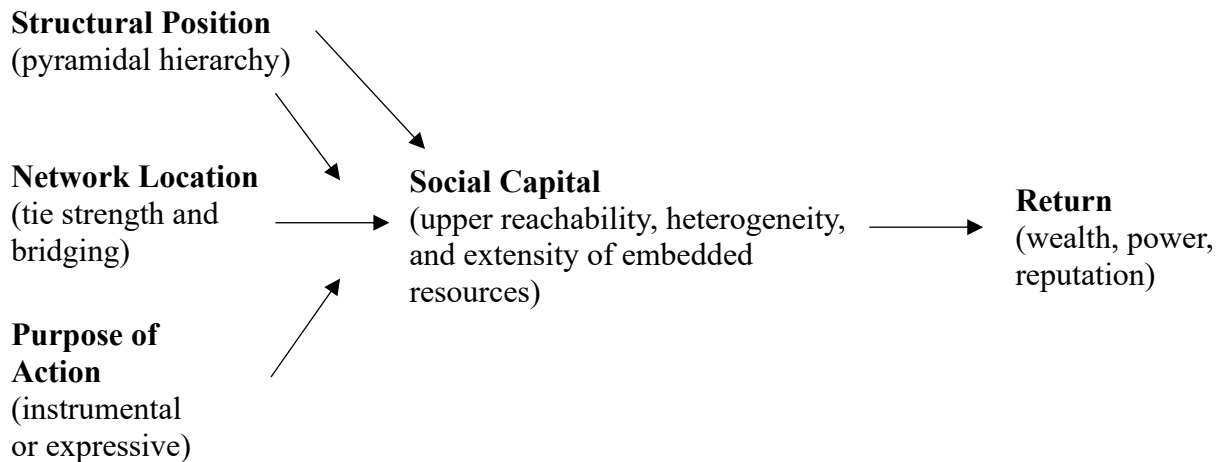 Structural Position
(pyramidal hierarchy)
Network Location
(tie strength and
bridging)
Purpose of
Action
(instrumental
or expressive)
Social Capital
(upper reachability, heterogeneity,
and extensity of embedded
resources)
Return
(wealth, power,
reputation)